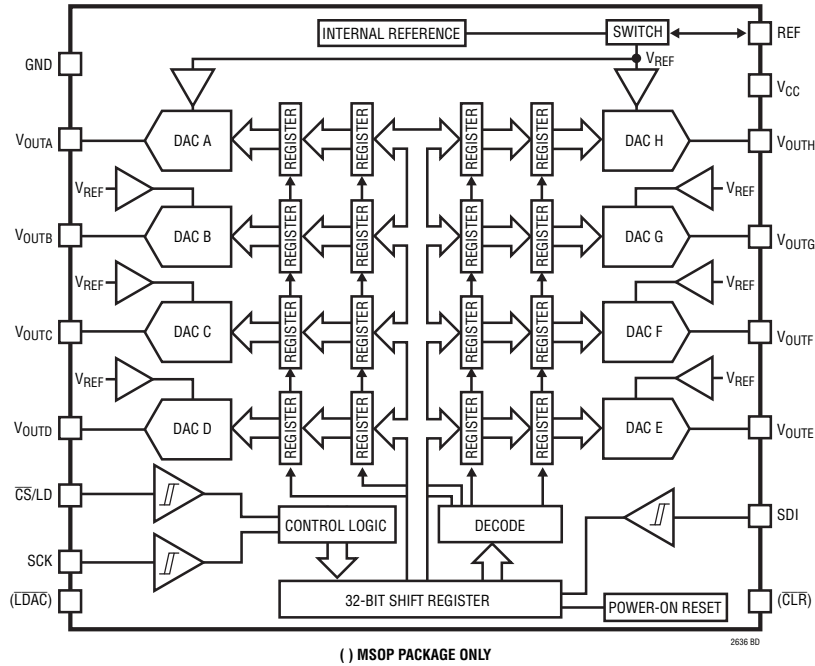 INTERNAL REFERENCE
SWITCH
REF
GND
VREF
VCC
DAC A
REGISTER
REGISTER
REGISTER
REGISTER
DAC H
VOUTA
VOUTH
VREF
VREF
DAC B
REGISTER
REGISTER
REGISTER
REGISTER
DAC G
VOUTB
VOUTG
VREF
VREF
DAC C
REGISTER
REGISTER
REGISTER
REGISTER
DAC F
VOUTC
VOUTF
VREF
VREF
DAC D
REGISTER
REGISTER
REGISTER
REGISTER
DAC E
VOUTD
VOUTE
C̅S̅/LD
CONTROL LOGIC
DECODE
SDI
SCK
(L̅D̅A̅C̅)
32-BIT SHIFT REGISTER
POWER-ON RESET
(C̅L̅R̅)
2636 BD
( ) MSOP PACKAGE ONLY